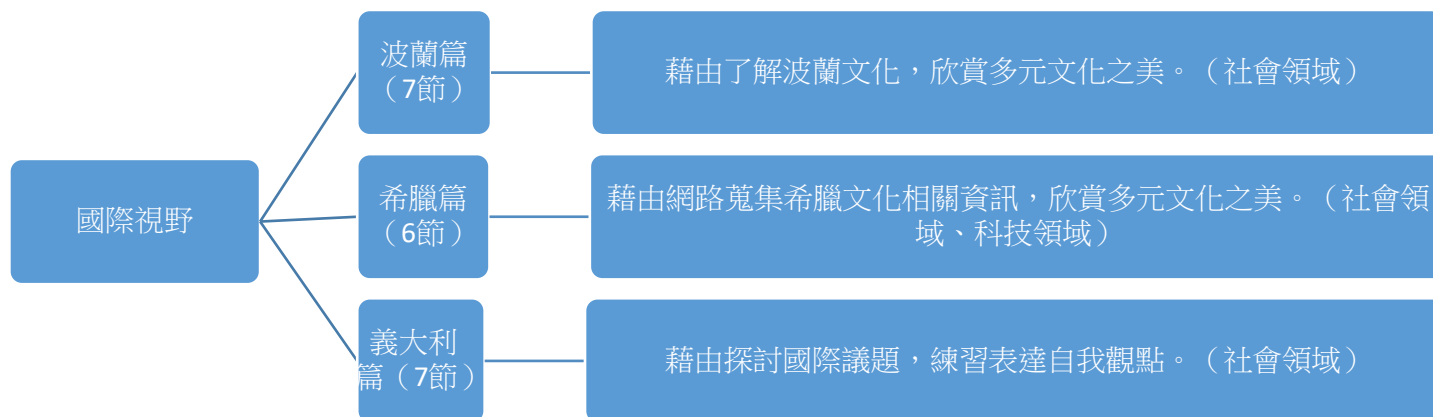 國際視野
波蘭篇
（7節）
藉由了解波蘭文化，欣賞多元文化之美。（社會領域）
希臘篇
（6節）
藉由網路蒐集希臘文化相關資訊，欣賞多元文化之美。（社會領
域、科技領域）
義大利
篇（7節）
藉由探討國際議題，練習表達自我觀點。（社會領域）